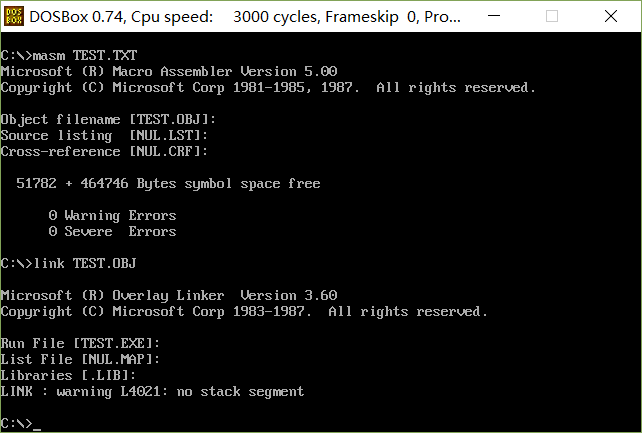 DOS BOX DOSBox 0.74, Cpu speed: 3000 cycles, Frameskip 0, Pro...
C:\>masm TEST.TXT
Microsoft (R) Macro Assembler Version 5.00
Copyright (C) Microsoft Corp 1981-1985, 1987. All rights reserved.
Object filename [TEST.OBJ]:
Source listing [NUL.LST]:
Cross-reference [NUL.CRF]:
51782 + 464746 Bytes symbol space free
0 Warning Errors
0 Severe Errors
C:\>link TEST.OBJ
Microsoft (R) Overlay Linker Version 3.60
Copyright (C) Microsoft Corp 1983-1987. All rights reserved.
Run File [TEST.EXE]:
List File [NUL.MAP]:
Libraries [.LIB]:
LINK : warning L4021: no stack segment
C:\>_